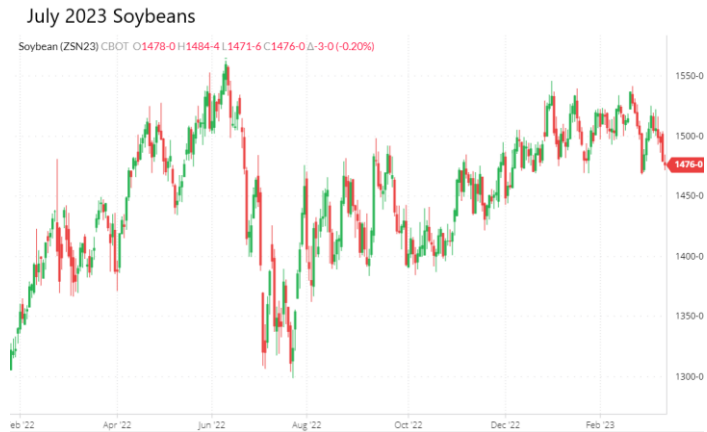 July 2023 Soybeans
Soybean (ZSN23) CBOT O1478-0 H1484-4 L1471-6 C1476-0 Δ-3-0 (-0.20%)
1550-0
1500-0
1476-0
1450-0
1400-0
1350-0
1300-0
eb '22 Apr '22 Jun '22 Aug '22 Oct '22 Dec '22 Feb '23